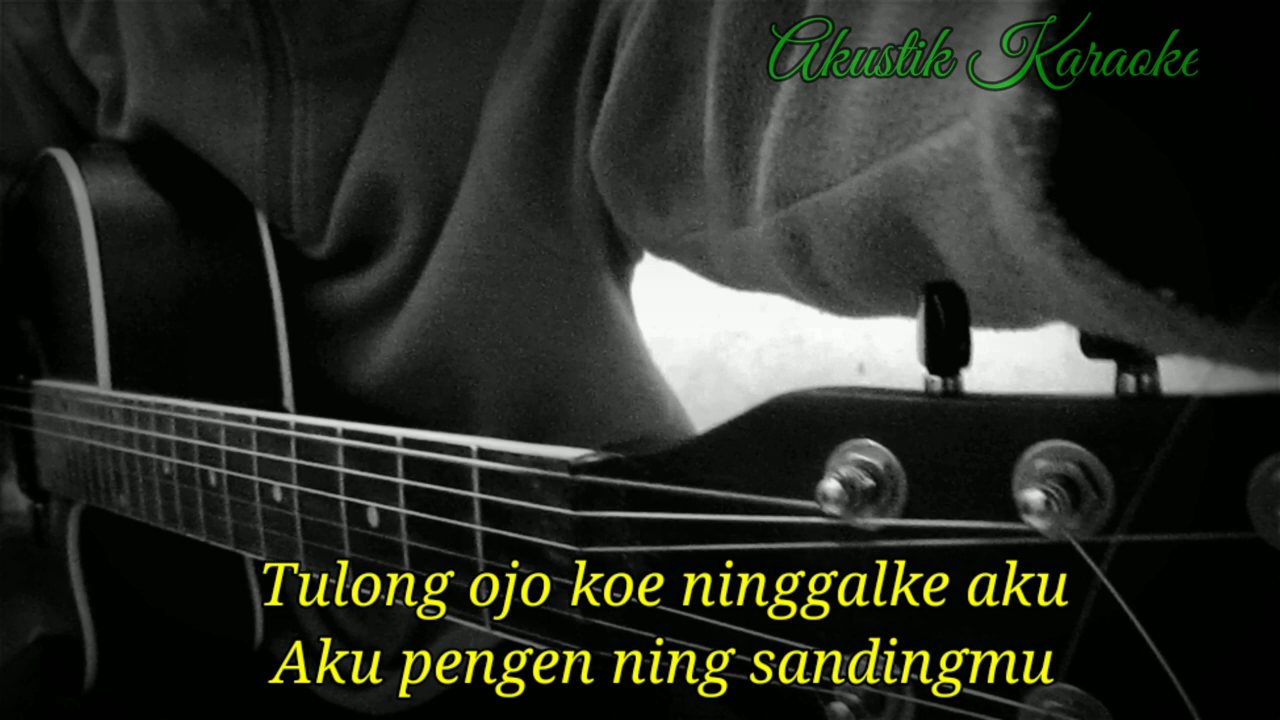 Akustik Karaoke
Tulong ojo koe ninggalke aku
Aku pengen ning sandingmu